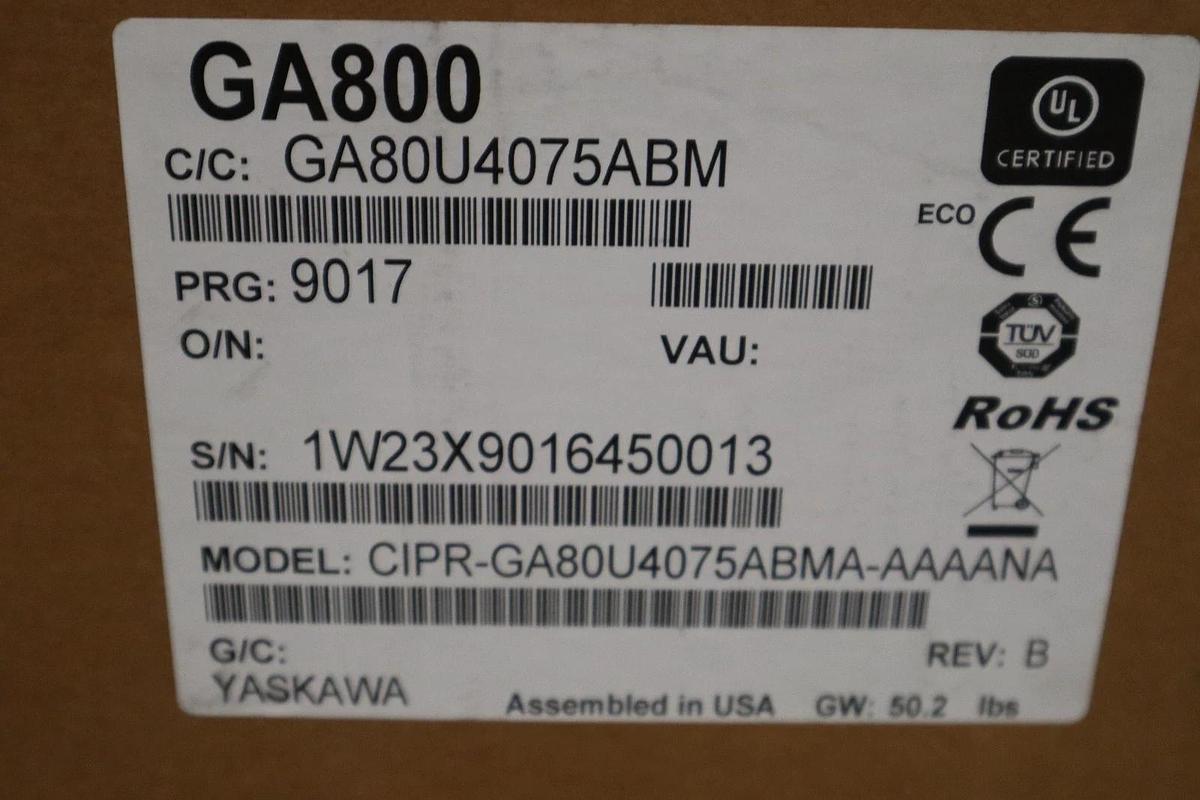 GA800
C/C: GA80U4075ABM
UL
CERTIFIED
ECO CE
PRG: 9017
O/N:
VAU:
TÜV
SÜD
RoHS
S/N: 1W23X9016450013
MODEL: CIPR-GA80U4075ABMA-AAAANA
G/C:
REV: B
YASKAWA
Assembled in USA GW: 50.2 lbs